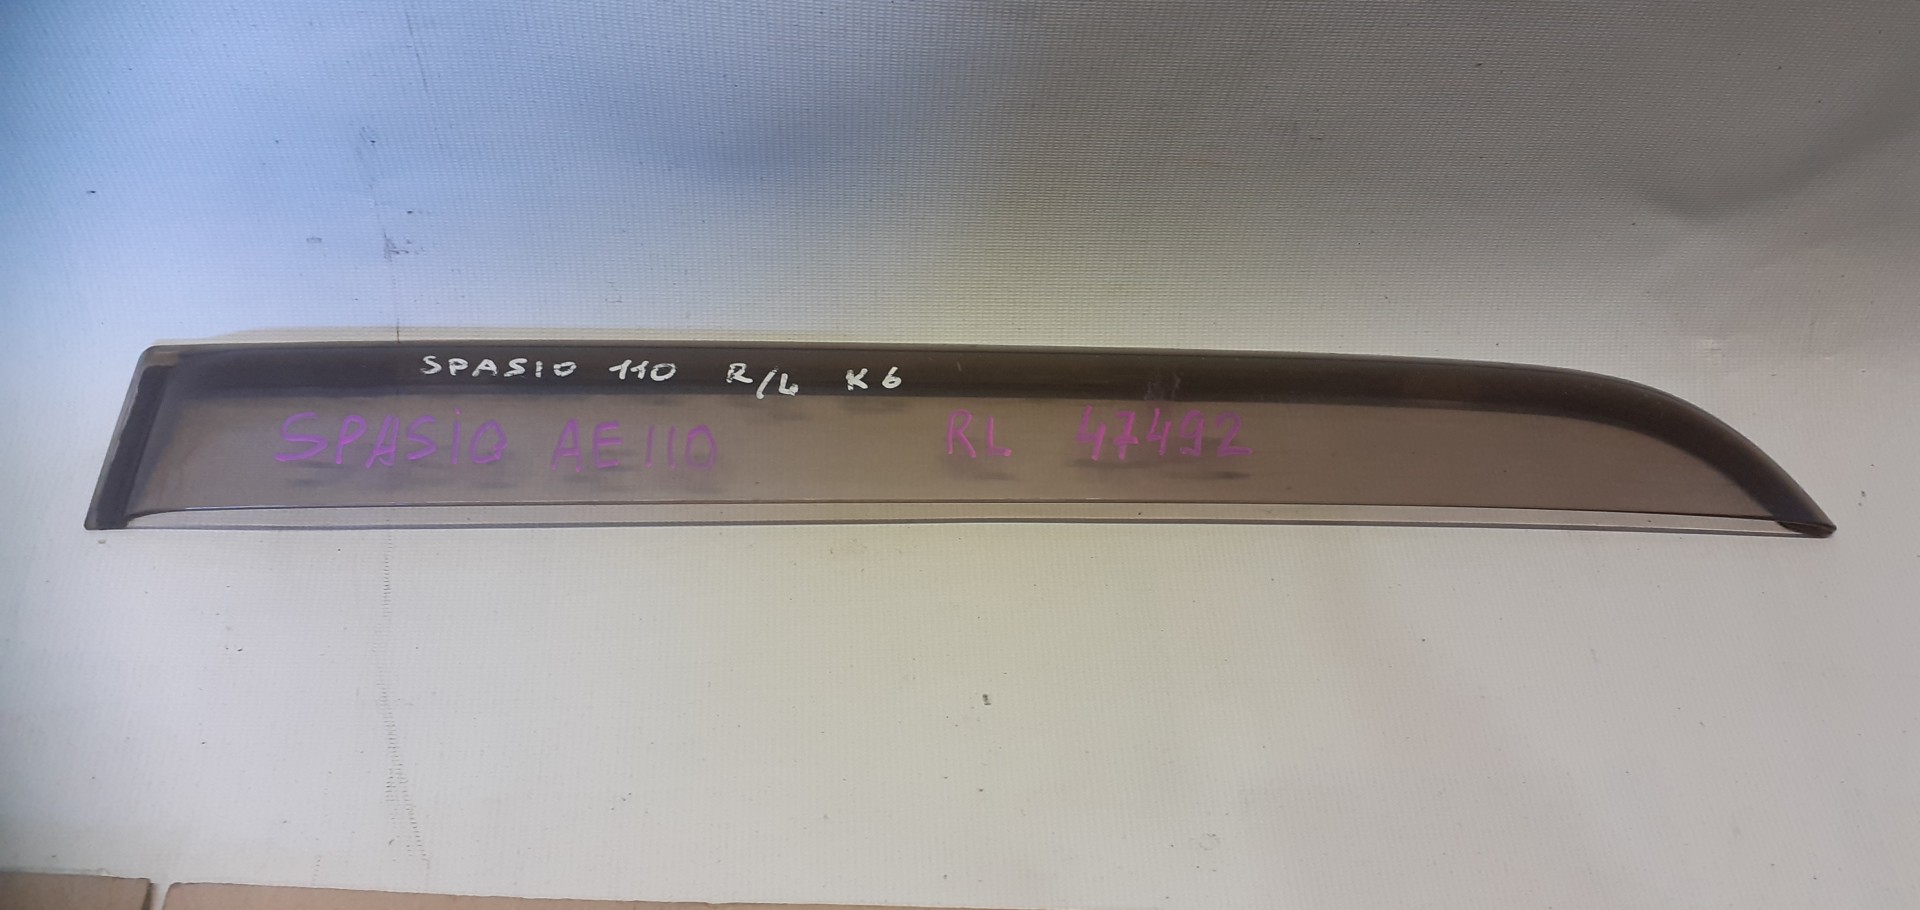 SPASIO 110 R/L K6
SPASiO AE110 RL 47492